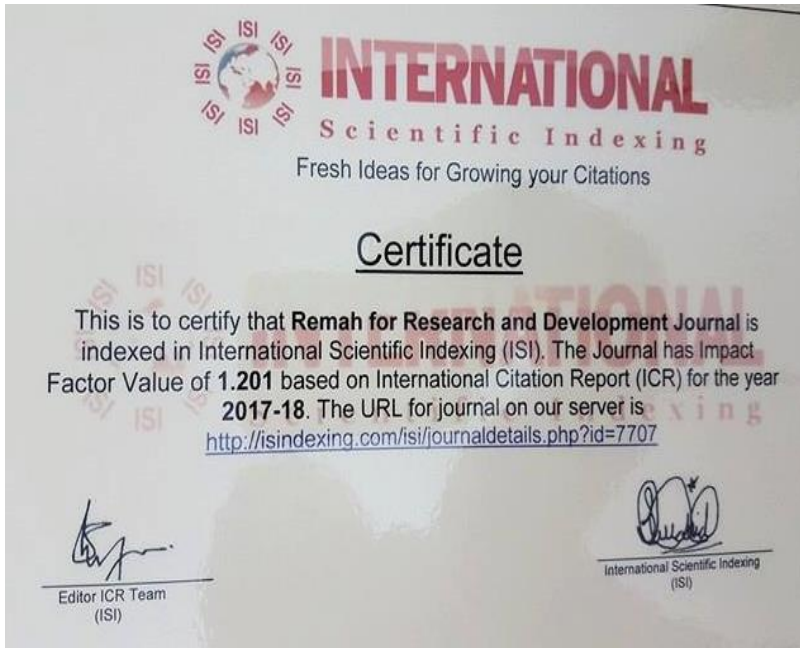 ISI ISI ISI ISI ISI ISI ISI ISI
INTERNATIONAL
Scientific Indexing
Fresh Ideas for Growing your Citations
Certificate
This is to certify that Remah for Research and Development Journal is
indexed in International Scientific Indexing (ISI). The Journal has Impact
Factor Value of 1.201 based on International Citation Report (ICR) for the year
2017-18. The URL for journal on our server is
http://isindexing.com/isi/journaldetails.php?id=7707
Editor ICR Team
(ISI)
International Scientific Indexing
(ISI)